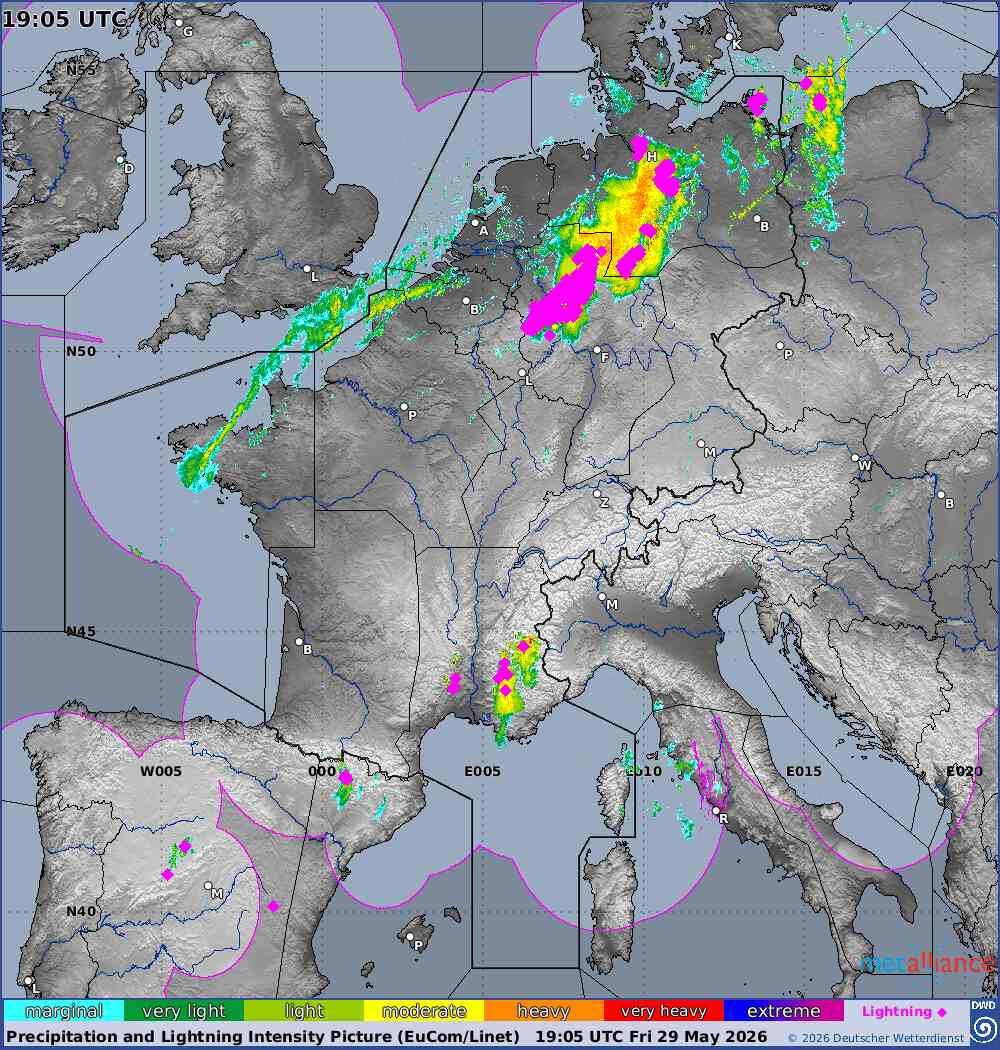 19:05 UTC
G
K
N55
D
H
A
B
L
B
N50
F
P
L
P
M
W
B
Z
M
N45
B
W005
000
E005
E010
E015
E020
R
M
N40
P
L
metalliance
marginal very light light moderate heavy very heavy extreme Lightning
DWD
Precipitation and Lightning Intensity Picture (EuCom/Linet) 19:05 UTC Fri 29 May 2026 © 2026 Deutscher Wetterdienst